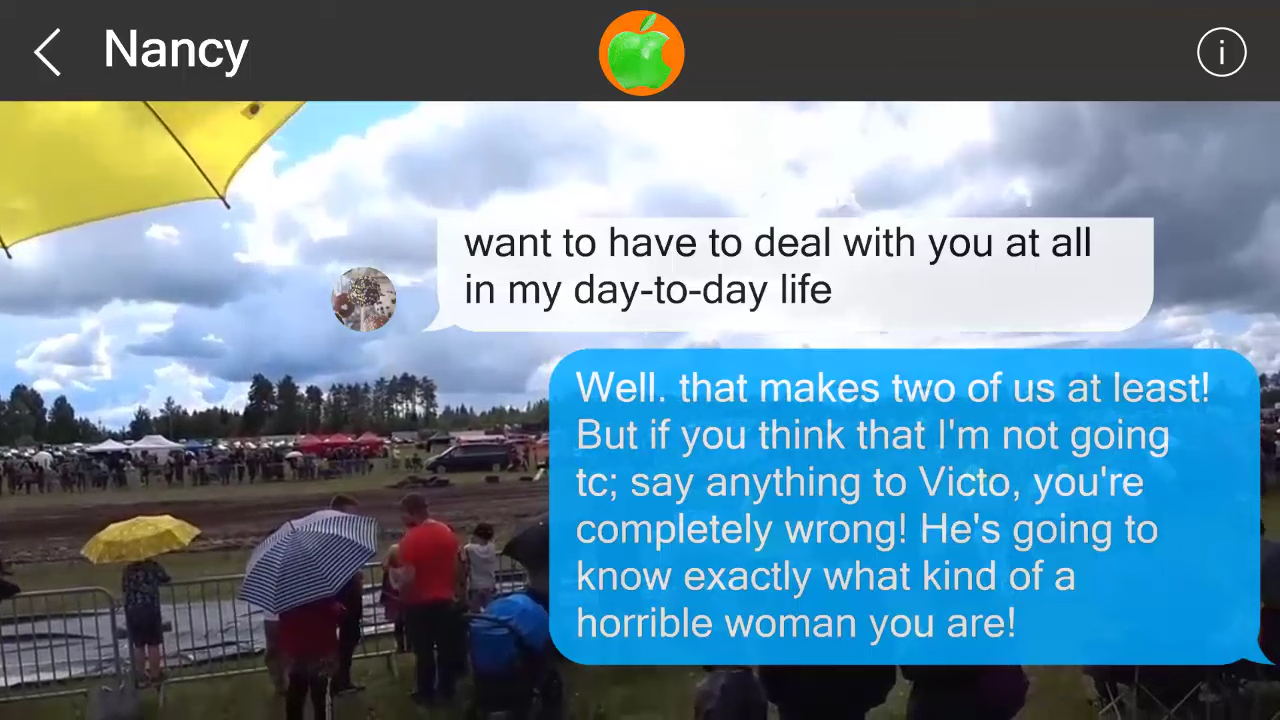 Nancy
i
want to have to deal with you at all
in my day-to-day life
Well. that makes two of us at least!
But if you think that I'm not going
tc; say anything to Victo, you're
completely wrong! He's going to
know exactly what kind of a
horrible woman you are!